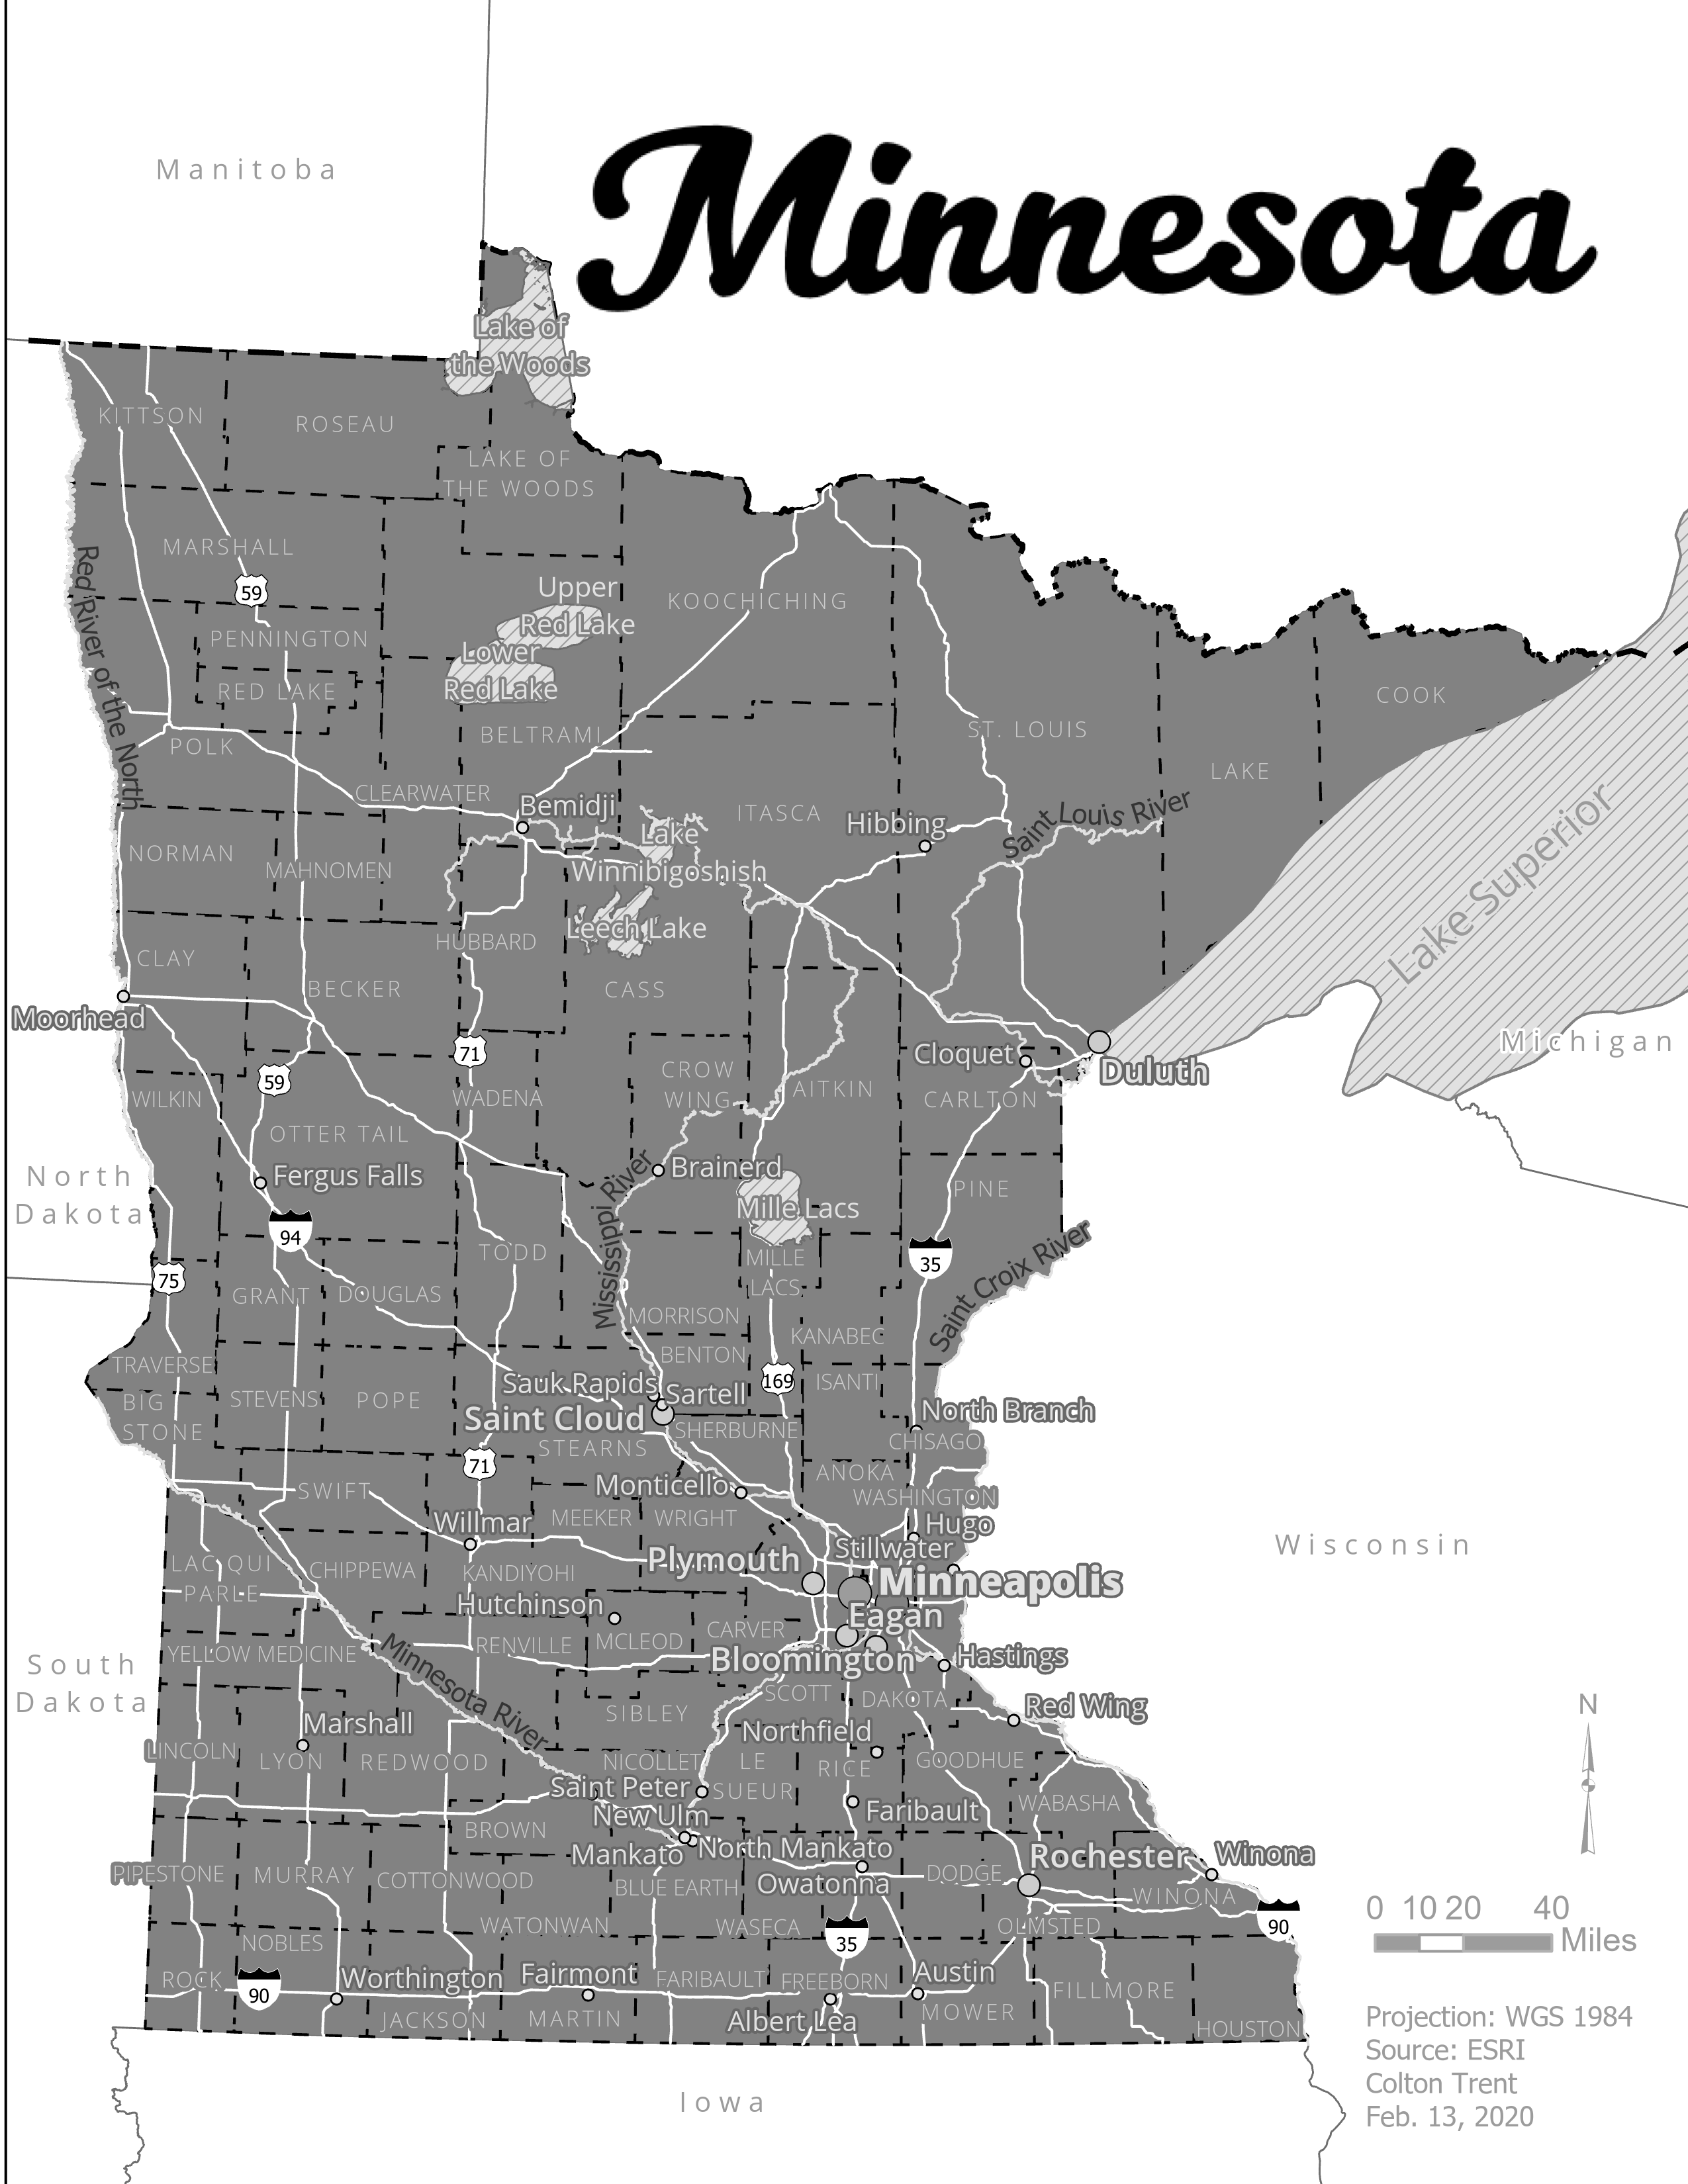 Minnesota
Manitoba
Lake of
the Woods
KITTSON
ROSEAU
LAKE OF
THE WOODS
MARSHALL
Red River of the North
59
Upper
Red Lake
KOOCHICHING
PENNINGTON
Lower
Red Lake
RED LAKE
COOK
ST. LOUIS
BELTRAMI
POLK
LAKE
CLEARWATER
Bemidji
ITASCA
Hibbing
Saint Louis River
Lake
Winnibigoshish
Lake Superior
NORMAN
MAHNOMEN
Leech Lake
HUBBARD
CLAY
BECKER
CASS
Moorhead
71
Cloquet
Duluth
Michigan
59
CROW
WING
AITKIN
WILKIN
WADENA
CARLTON
OTTER TAIL
North
Dakota
Fergus Falls
Brainerd
Mississippi River
PINE
Mille Lacs
94
TODD
MILLE
LACS
35
Saint Croix River
75
GRANT
DOUGLAS
MORRISON
KANABEC
TRAVERSE
BENTON
169
ISANTI
BIG
STONE
STEVENS
POPE
Sauk Rapids
Sartell
Saint Cloud
North Branch
SHERBURNE
CHISAGO
STEARNS
71
ANOKA
SWIFT
Monticello
WASHINGTON
Willmar
MEEKER
WRIGHT
Hugo
Stillwater
Wisconsin
LAC QUI
PARLE
CHIPPEWA
KANDIYOHI
Plymouth
Minneapolis
Hutchinson
Eagan
YELLOW MEDICINE
RENVILLE
MCLEOD
CARVER
Minnesota River
Bloomington
Hastings
South
Dakota
SCOTT
DAKOTA
SIBLEY
Red Wing
N
Marshall
Northfield
LINCOLN
LYON
REDWOOD
NICOLLET
LE
SUEUR
RICE
GOODHUE
Saint Peter
WABASHA
New Ulm
Faribault
BROWN
Mankato
North Mankato
Rochester
Winona
PIPESTONE
MURRAY
COTTONWOOD
BLUE EARTH
Owatonna
DODGE
WINONA
0 10 20 40
Miles
WATONWAN
WASECA
OLMSTED
90
35
NOBLES
ROCK
90
Worthington
Fairmont
FARIBAULT
FREEBORN
Austin
FILLMORE
JACKSON
MARTIN
Albert Lea
MOWER
HOUSTON
Projection: WGS 1984
Source: ESRI
Colton Trent
Feb. 13, 2020
Iowa